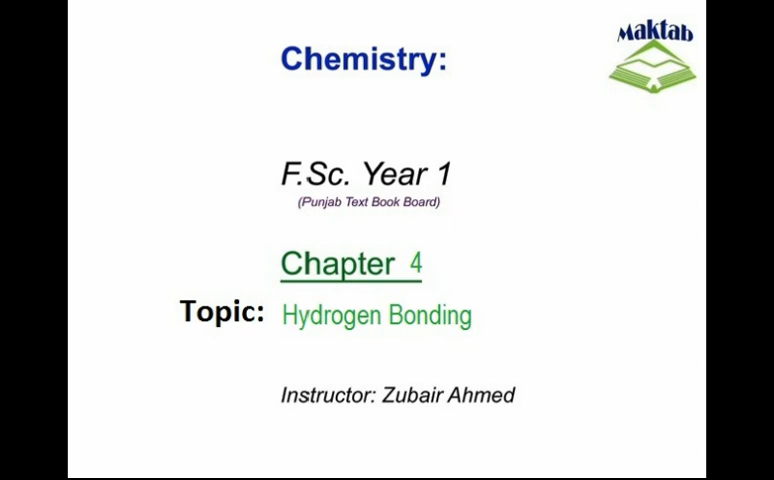 Maktab
Chemistry:
F.Sc. Year 1
(Punjab Text Book Board)
Chapter 4
Topic: Hydrogen Bonding
Instructor: Zubair Ahmed